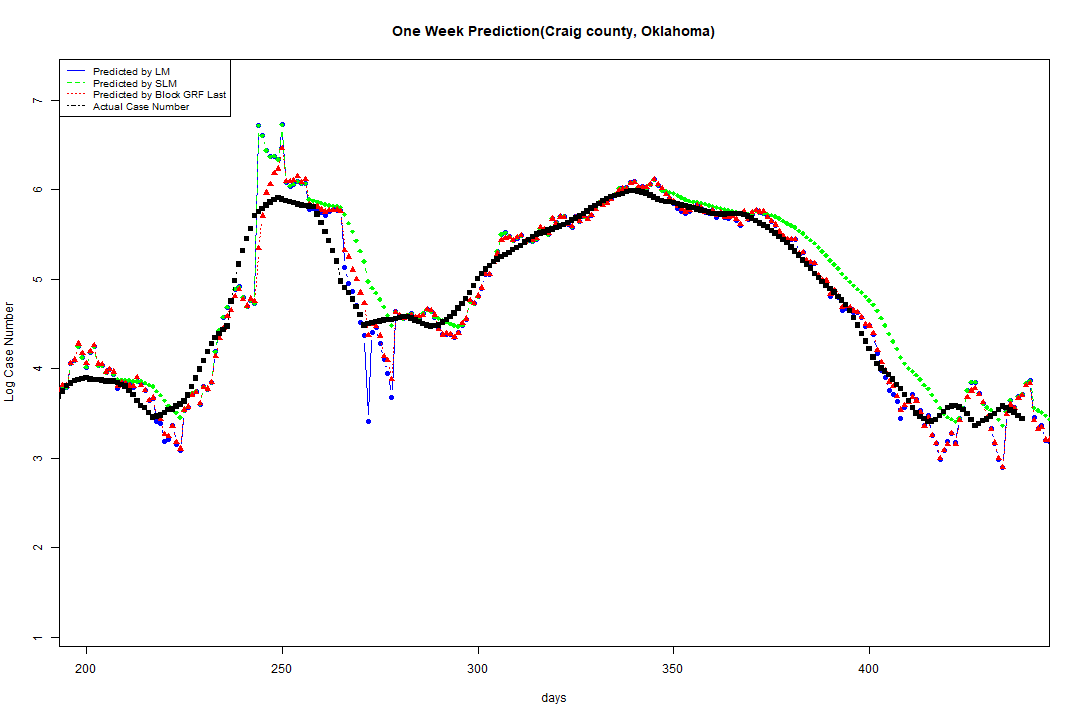 One Week Prediction(Craig county, Oklahoma)
Predicted by LM
Predicted by SLM
Predicted by Block GRF Last
Actual Case Number
7
6
5
4
3
2
1
Log Case Number
200 250 300 350 400
days